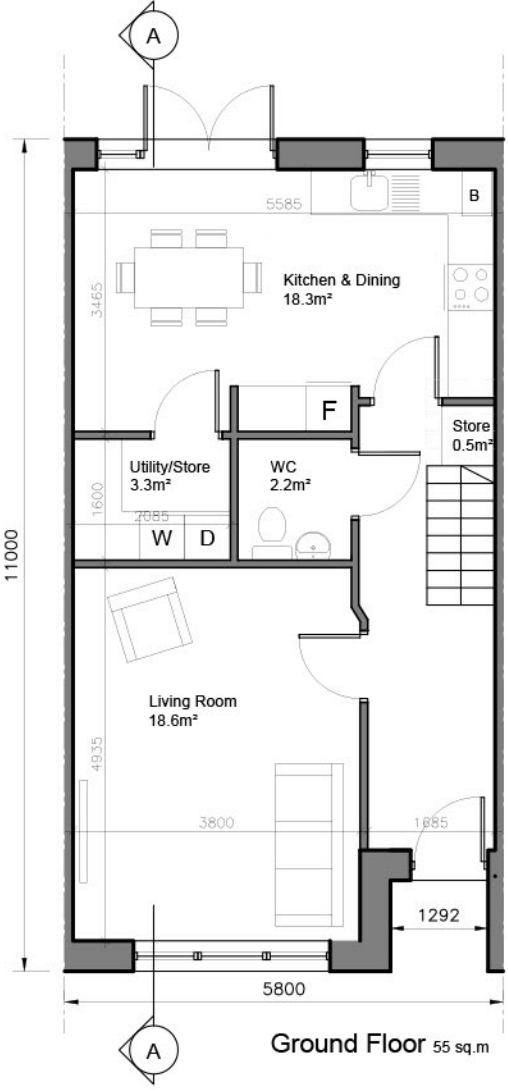 A
5585
B
Kitchen & Dining
18.3m²
3465
F
Store
0.5m²
Utility/Store
3.3m²
WC
2.2m²
1600
2085
W D
11000
Living Room
18.6m²
4935
3800
1685
1292
5800
A
Ground Floor 55 sq.m